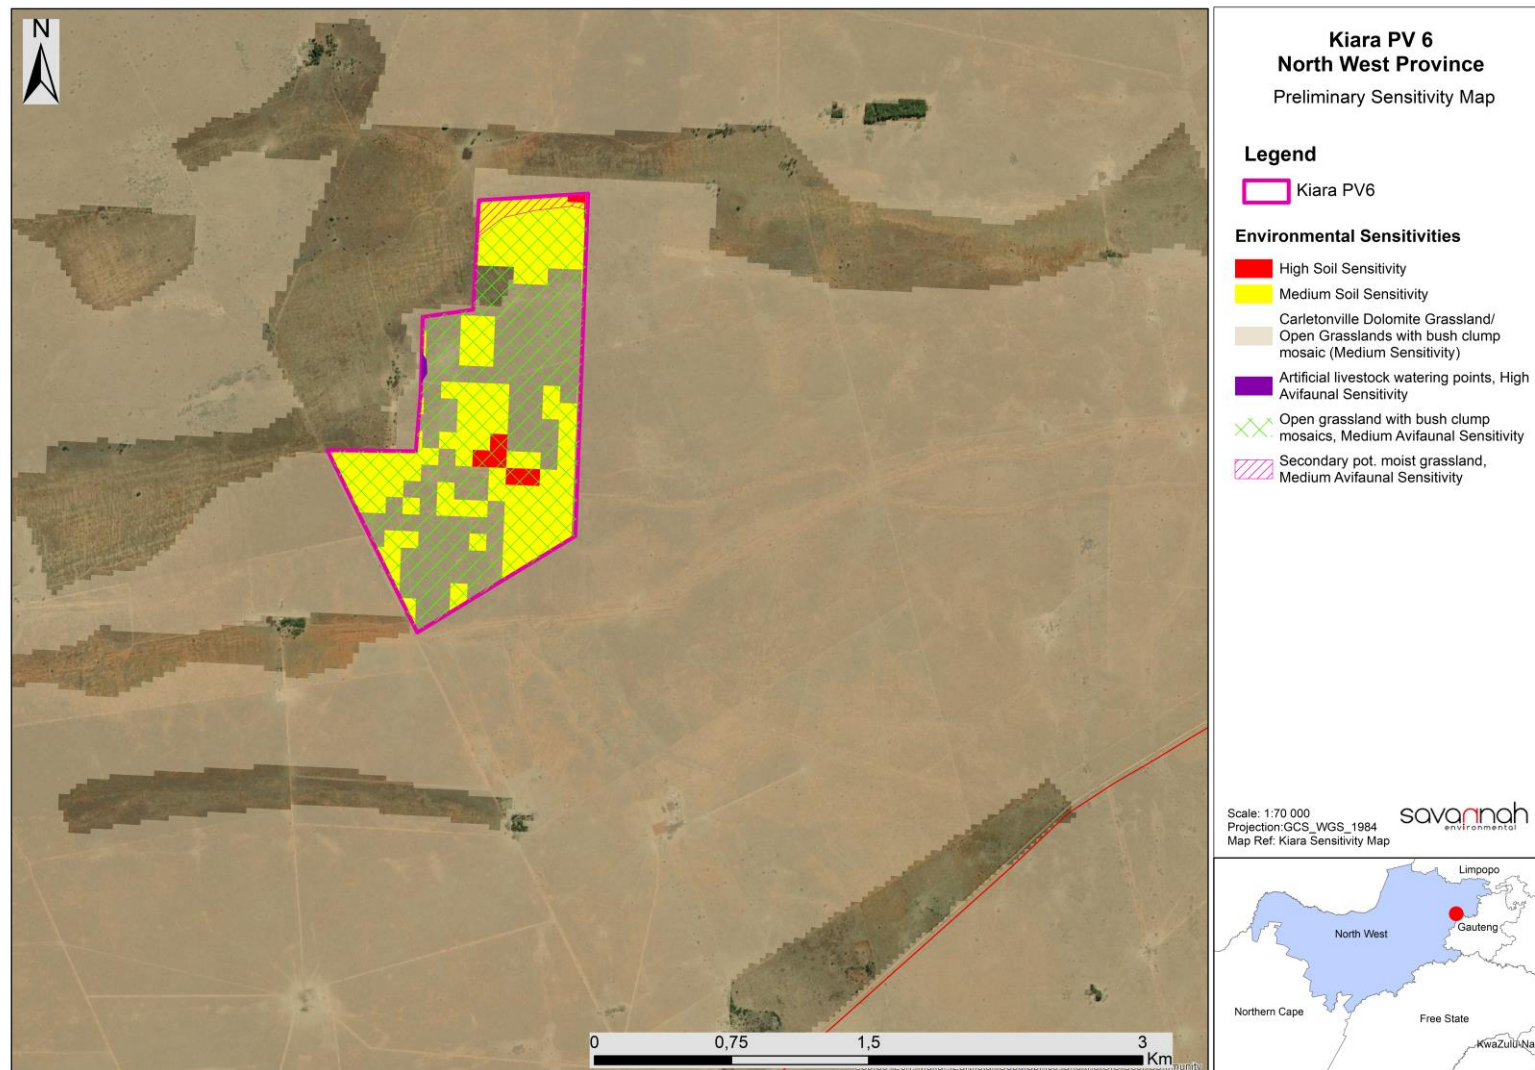 N
Kiara PV 6
North West Province
Preliminary Sensitivity Map
Legend
Kiara PV6
Environmental Sensitivities
High Soil Sensitivity
Medium Soil Sensitivity
Carletonville Dolomite Grassland/
Open Grasslands with bush clump
mosaic (Medium Sensitivity)
Artificial livestock watering points, High
Avifaunal Sensitivity
Open grassland with bush clump
mosaics, Medium Avifaunal Sensitivity
Secondary pot. moist grassland,
Medium Avifaunal Sensitivity
Scale: 1:70 000
Projection:GCS_WGS_1984
Map Ref: Kiara Sensitivity Map
savannah
environmental
Limpopo
North West
Gauteng
Northern Cape
Free State
KwaZulu-Na
0 0,75 1,5 3
Km